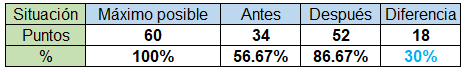 Situación Máximo posible Antes Después Diferencia
Puntos 60 34 52 18
% 100% 56.67% 86.67% 30%